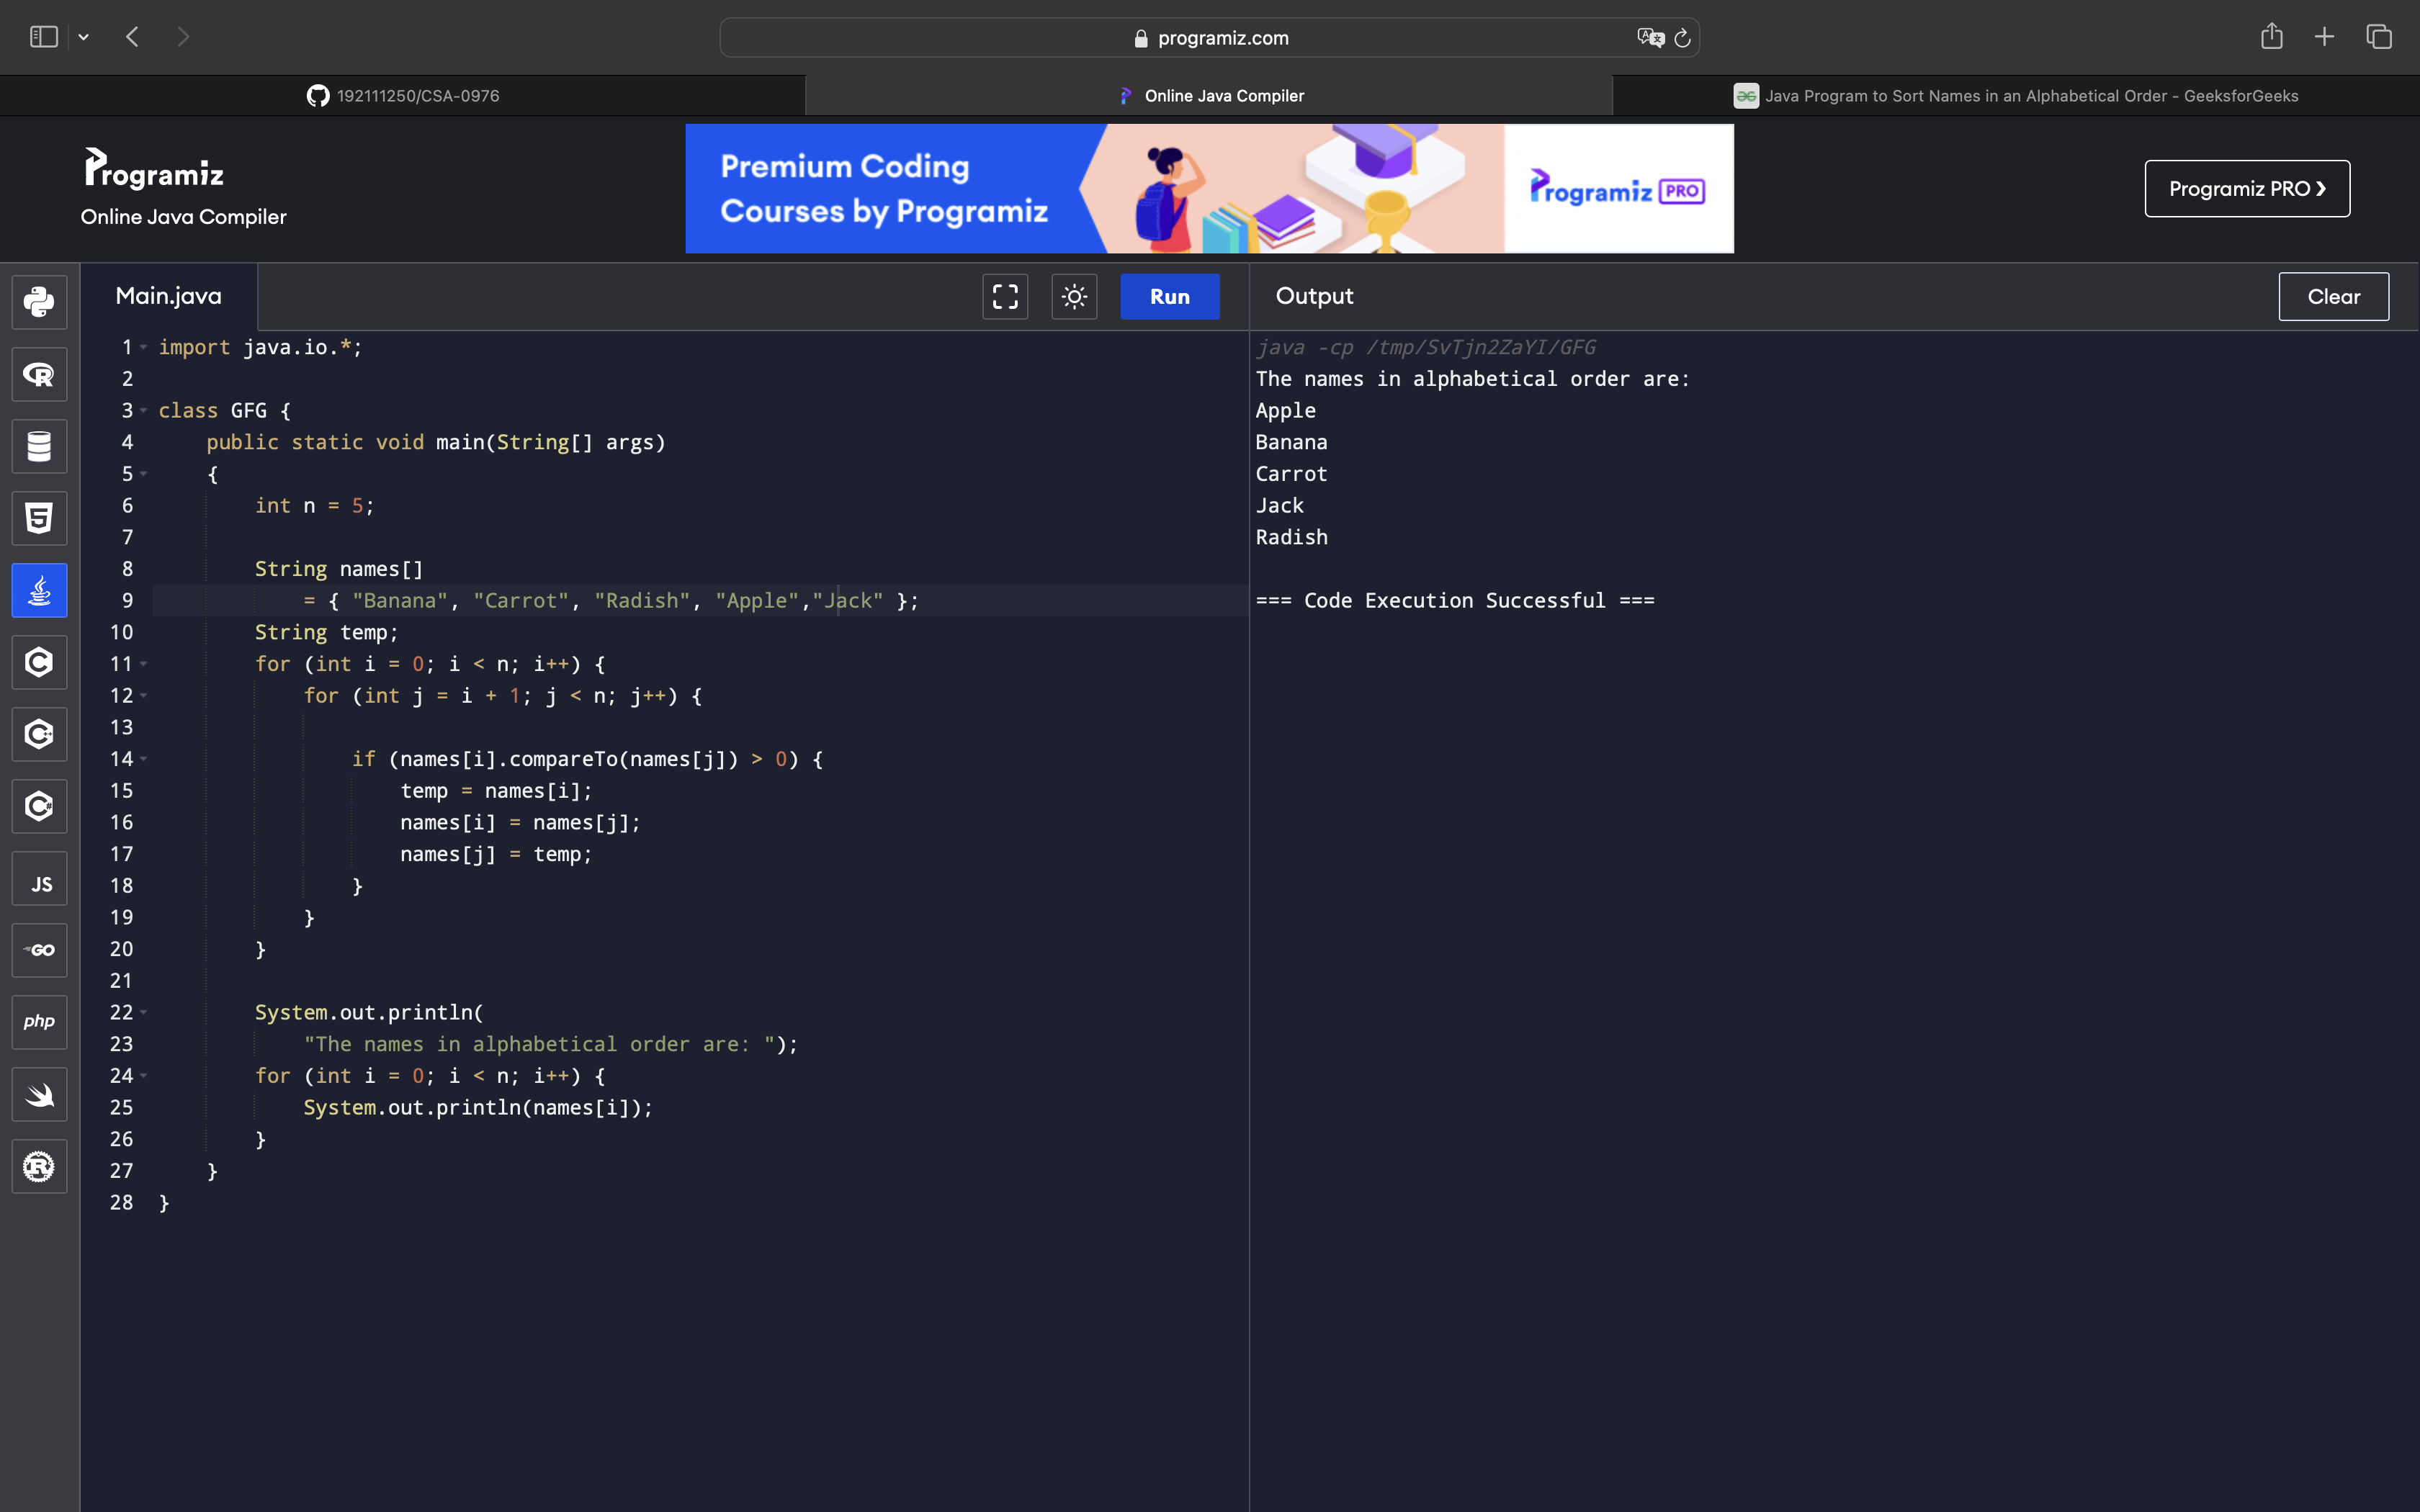 programiz.com
192111250/CSA-0976
Online Java Compiler
Java Program to Sort Names in an Alphabetical Order - GeeksforGeeks
Programiz
Online Java Compiler
Premium Coding
Courses by Programiz
Programiz PRO
Programiz PRO ❯
Main.java
Run
Output
Clear
1 import java.io.*;
2
3 class GFG {
4     public static void main(String[] args)
5     {
6         int n = 5;
7
8         String names[]
9             = { "Banana", "Carrot", "Radish", "Apple","Jack" };
10         String temp;
11         for (int i = 0; i < n; i++) {
12             for (int j = i + 1; j < n; j++) {
13
14                 if (names[i].compareTo(names[j]) > 0) {
15                     temp = names[i];
16                     names[i] = names[j];
17                     names[j] = temp;
18                 }
19             }
20         }
21
22         System.out.println(
23             "The names in alphabetical order are: ");
24         for (int i = 0; i < n; i++) {
25             System.out.println(names[i]);
26         }
27     }
28 }
java -cp /tmp/SvTjn2ZaYI/GFG
The names in alphabetical order are:
Apple
Banana
Carrot
Jack
Radish
=== Code Execution Successful ===
R
5
C
C++
C#
JS
GO
php
R